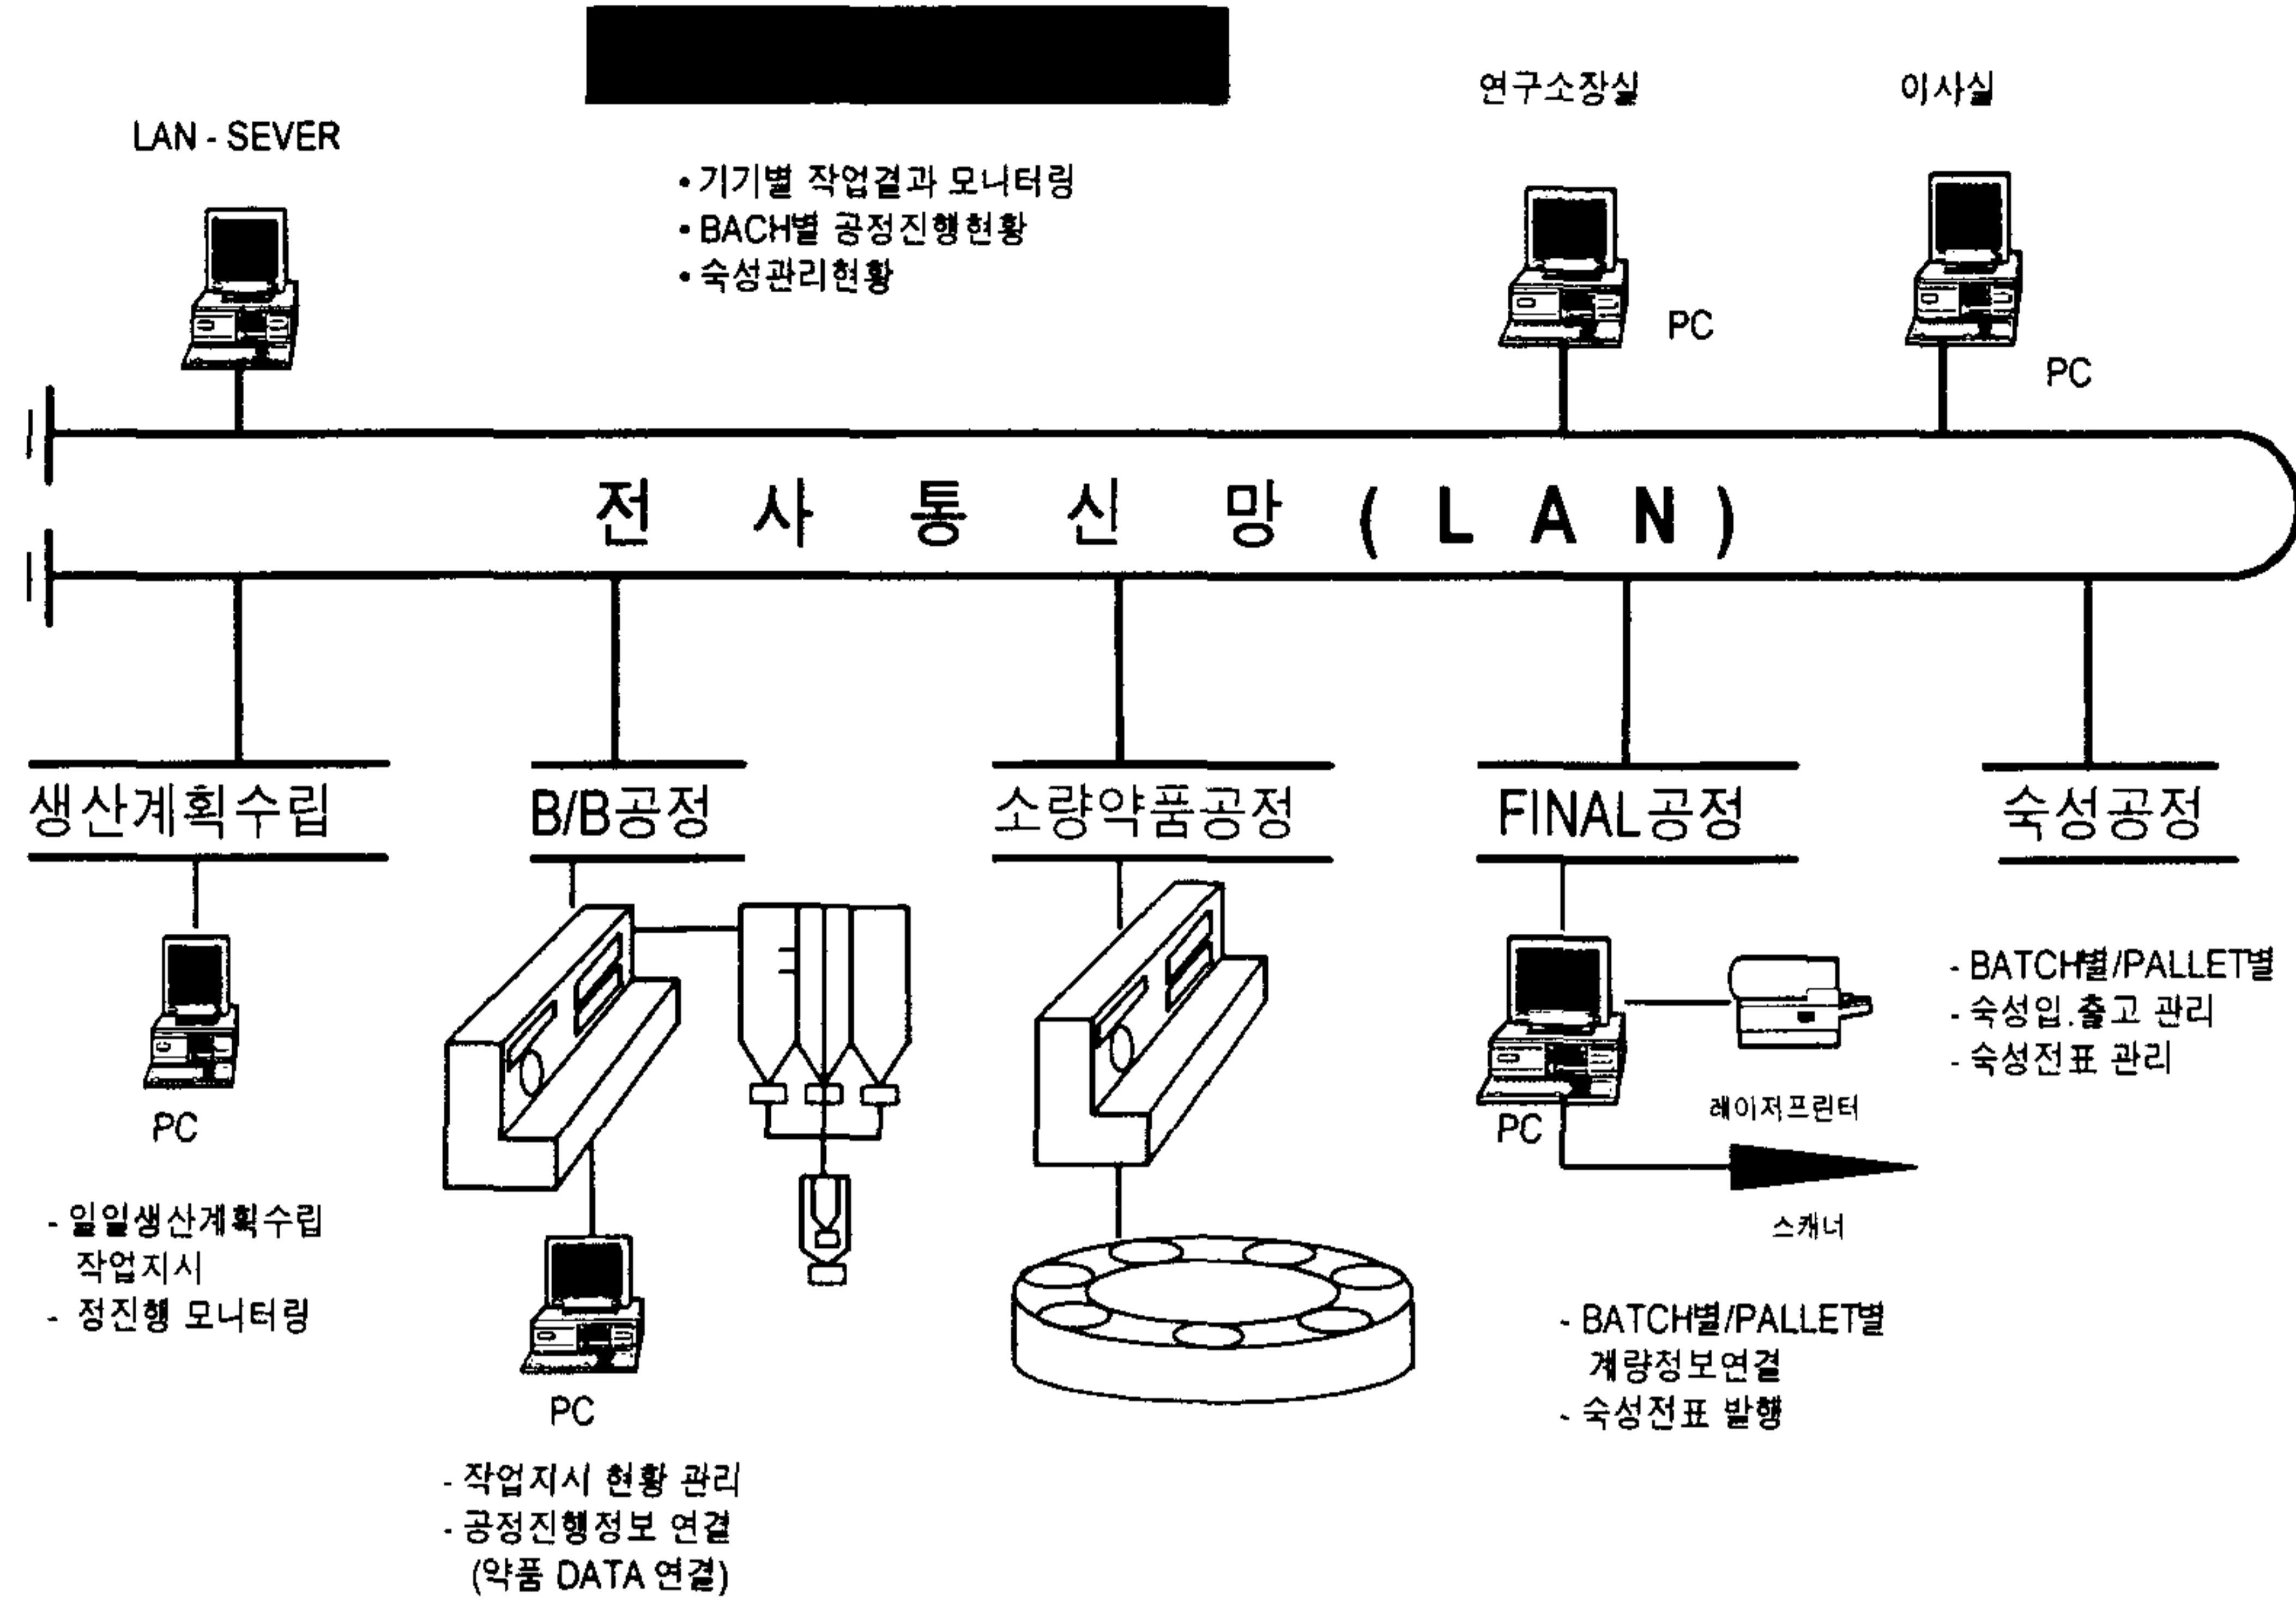 연구소장실
이사실
LAN - SEVER
• 기기별 작업결과 모니터링
• BACH별 공정진행현황
• 숙성관리현황
PC
PC
전 사 통 신 망 ( L A N )
생산계획수립
B/B공정
소량약품공정
FINAL공정
숙성공정
PC
- 일일생산계획수립
작업지시
- 정진행 모니터링
PC
- 작업지시 현황 관리
- 공정진행정보 연결
(약품 DATA 연결)
PC
레이저프린터
스캐너
- BATCH별/PALLET별
계량정보연결
- 숙성전표 발행
- BATCH별/PALLET별
- 숙성입.출고 관리
- 숙성전표 관리